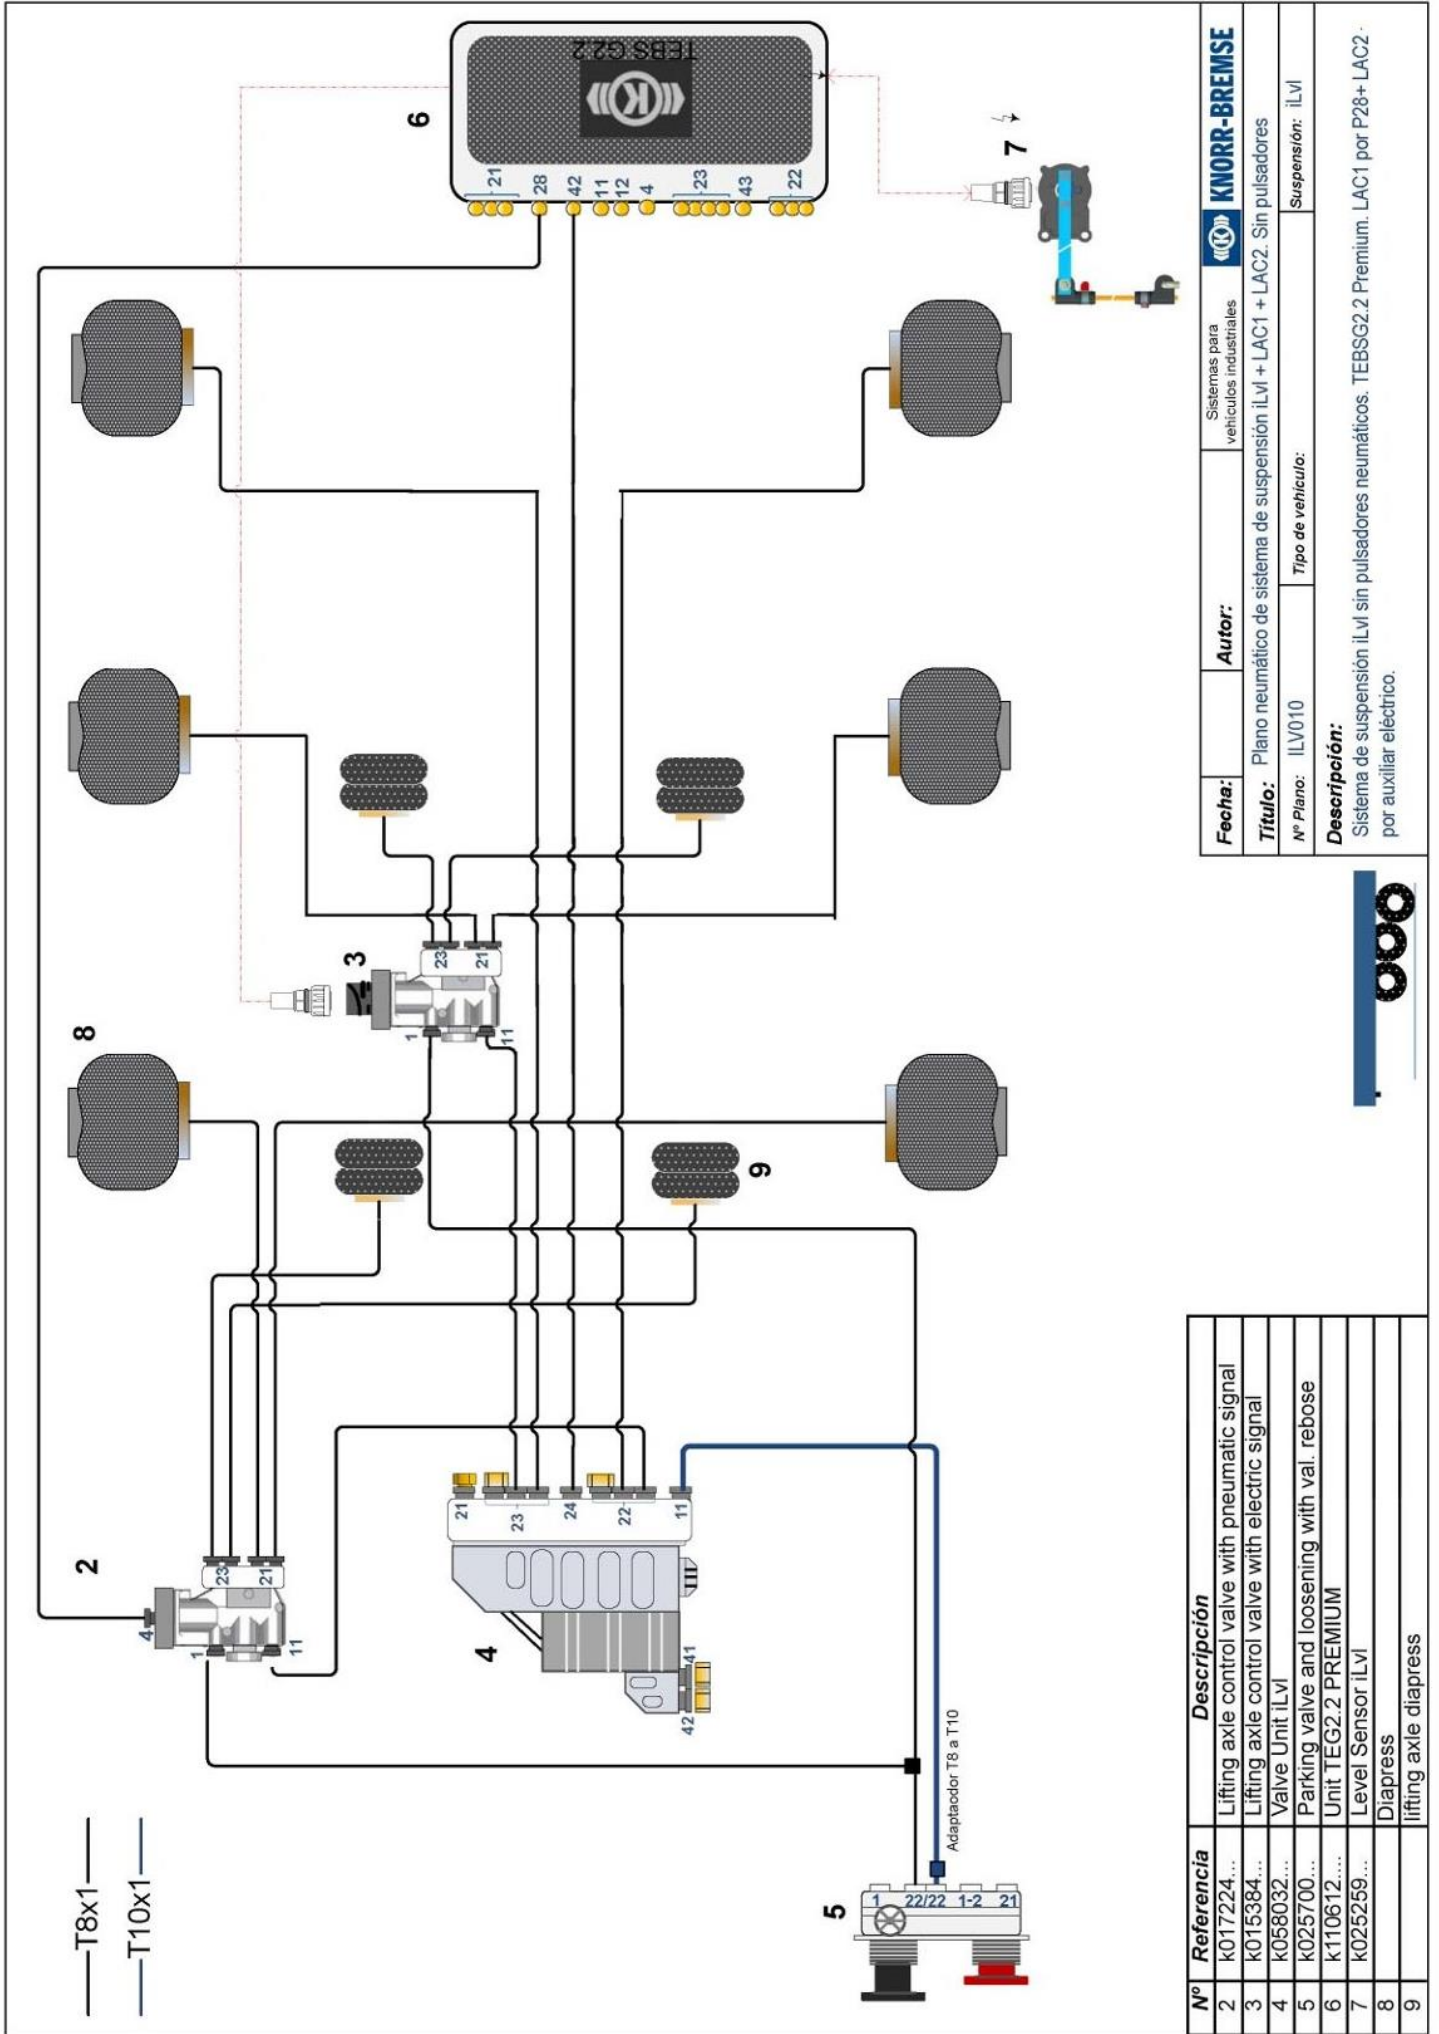 T8x1
T10x1
2
4
1
11
23
21
8
3
1
11
23
21
6
TEBS G2.2
21
28
42
11
12
4
23
43
22
7
9
4
42
41
21
23
24
22
11
5
1
22/22
1-2
21
Adaptaodor T8 a T10
Nº Referencia Descripción
2 k017224... Lifting axle control valve with pneumatic signal
3 k015384... Lifting axle control valve with electric signal
4 k058032... Valve Unit iLvl
5 k025700... Parking valve and loosening with val. rebose
6 k110612.... Unit TEG2.2 PREMIUM
7 k025259... Level Sensor iLvl
8 Diapress
9 lifting axle diapress
Fecha: Autor: Sistemas para
vehículos industriales
KNORR-BREMSE
Título: Plano neumático de sistema de suspensión iLvl + LAC1 + LAC2. Sin pulsadores
Nº Plano: ILV010 Tipo de vehículo: Suspensión: iLvl
Descripción:
Sistema de suspensión iLvl sin pulsadores neumáticos. TEBSG2.2 Premium. LAC1 por P28+ LAC2 -
por auxiliar eléctrico.